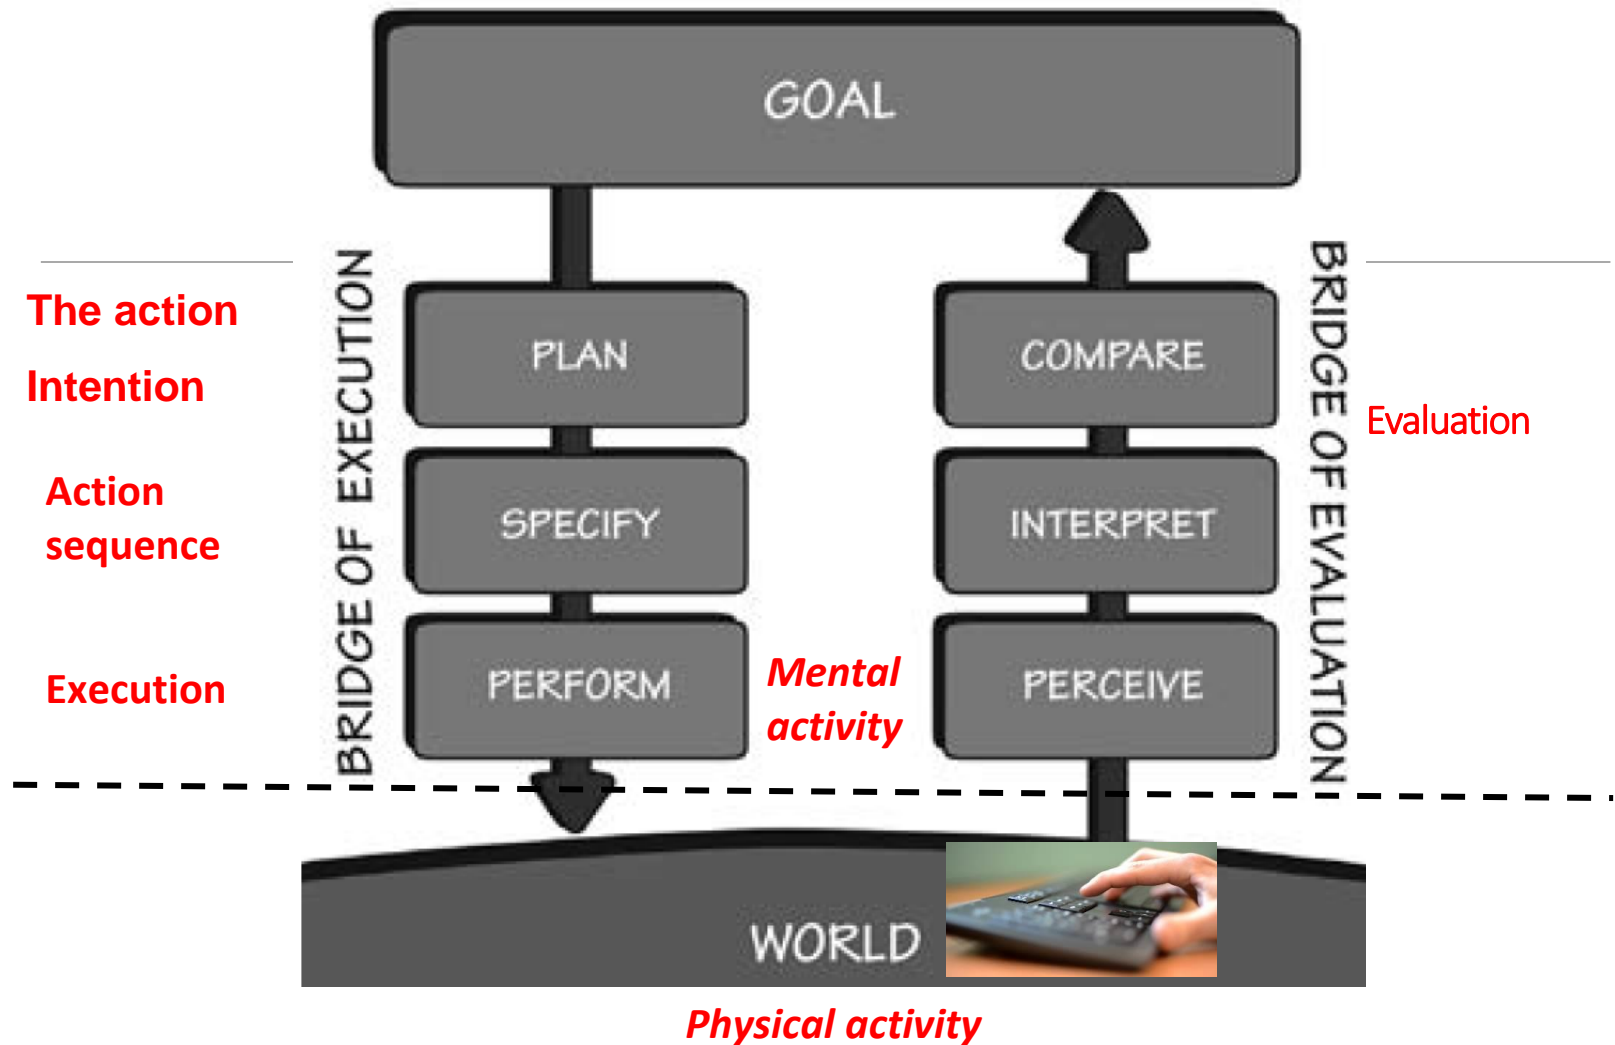 GOAL
The action
Intention
BRIDGE OF EXECUTION
PLAN
COMPARE
BRIDGE OF EVALUATION
Evaluation
Action
sequence
SPECIFY
INTERPRET
Execution
PERFORM
Mental
activity
PERCEIVE
WORLD
Physical activity